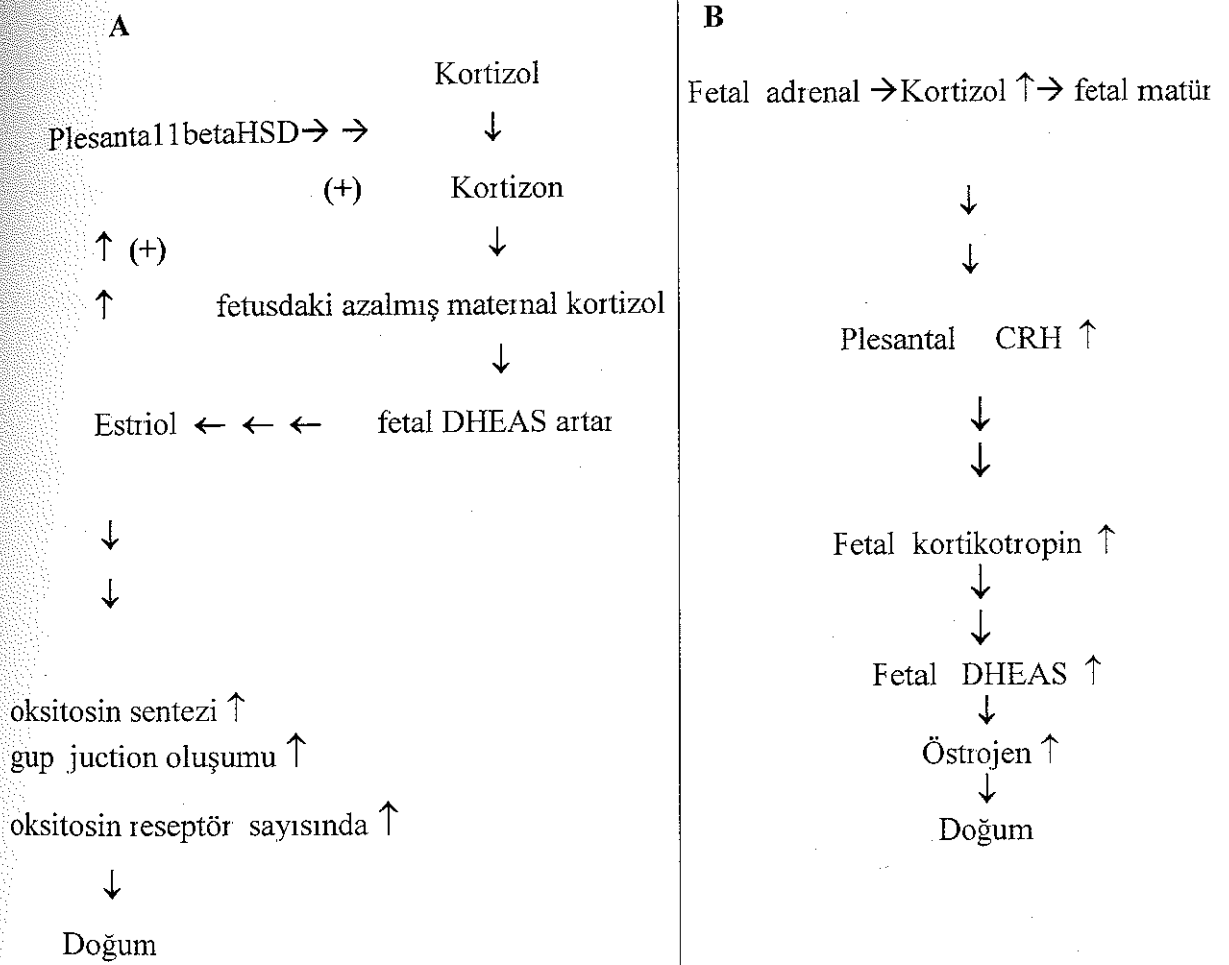 A
Kortizol
Plesanta11betaHSD→ →
↓
(+) Kortizon
↑ (+)
↓
↑ fetusdaki azalmış maternal kortizol
↓
Estriol ← ← ← fetal DHEAS artar
↓
↓
oksitosin sentezi ↑
gup juction oluşumu ↑
oksitosin reseptör sayısında ↑
↓
Doğum
B
Fetal adrenal →Kortizol ↑→ fetal matür
↓
↓
Plesantal CRH ↑
↓
↓
Fetal kortikotropin ↑
↓
↓
Fetal DHEAS ↑
↓
Östrojen ↑
↓
Doğum